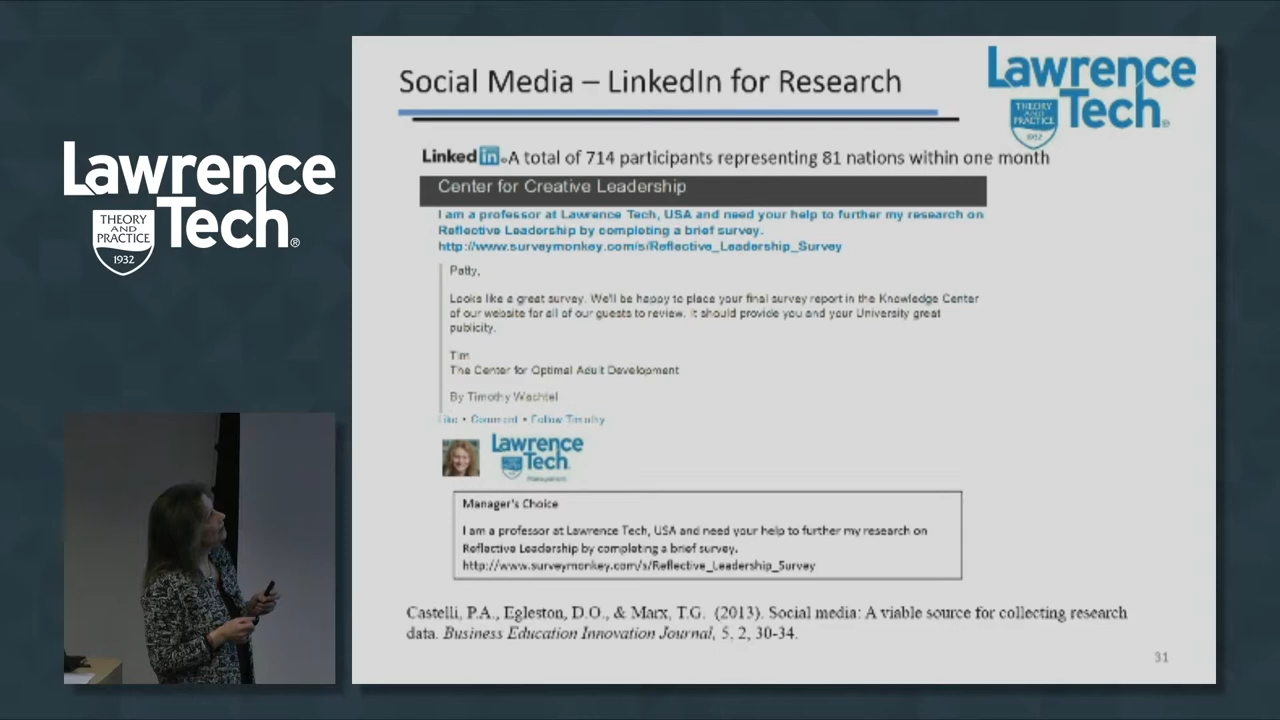 Lawrence
Tech®
THEORY
AND
PRACTICE
1932
Social Media – LinkedIn for Research
Lawrence
Tech®
THEORY
AND
PRACTICE
1932
Linked in. A total of 714 participants representing 81 nations within one month
Center for Creative Leadership
I am a professor at Lawrence Tech, USA and need your help to further my research on
Reflective Leadership by completing a brief survey.
http://www.surveymonkey.com/s/Reflective_Leadership_Survey
Patty,
Looks like a great survey. We'll be happy to place your final survey report in the Knowledge Center
of our website for all of our guests to review. It should provide you and your University great
publicity.
Tim
The Center for Optimal Adult Development
By Timothy Wachtel
Like • Comment • Follow Timothy
Lawrence
Tech
Management
Manager's Choice
I am a professor at Lawrence Tech, USA and need your help to further my research on
Reflective Leadership by completing a brief survey.
http://www.surveymonkey.com/s/Reflective_Leadership_Survey
Castelli, P.A., Egleston, D.O., & Marx, T.G. (2013). Social media: A viable source for collecting research
data. Business Education Innovation Journal, 5, 2, 30-34.
31